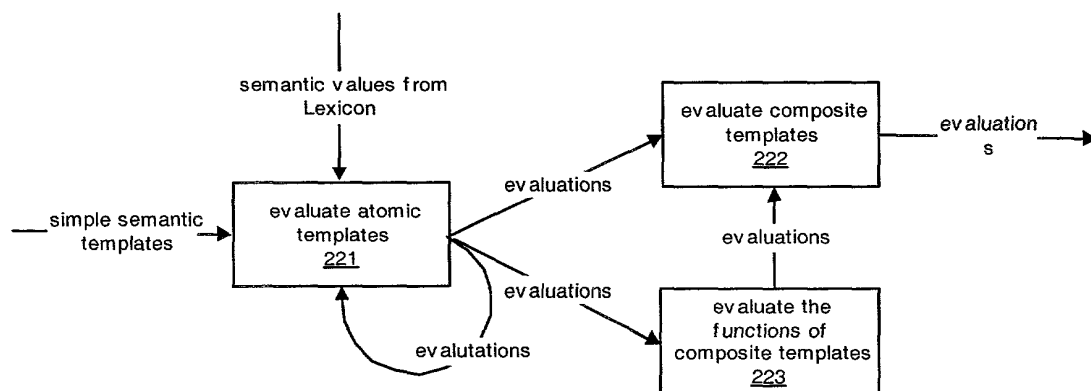 semantic values from
Lexicon
evaluate composite
templates
222
evaluation
s
evaluations
simple semantic
templates
evaluate atomic
templates
221
evaluations
evaluations
evalutations
evaluate the
functions of
composite templates
223